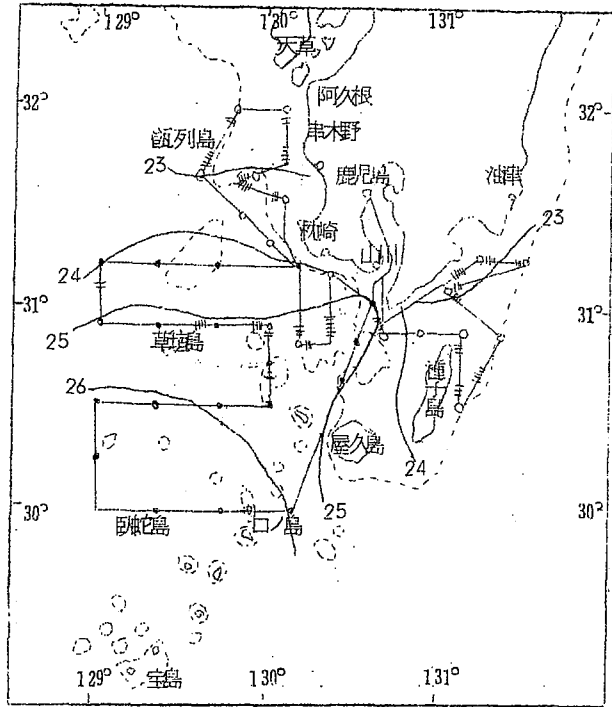 129° 130° 131°
天草
32° 32°
阿久根
串木野
甑列島
23
鹿児島
油津
23
枕崎
山川
24
31° 31°
25
草垣島
種子島
26
屋久島
24
25
30° 30°
臥蛇島
口ノ島
宝島
129° 130° 131°